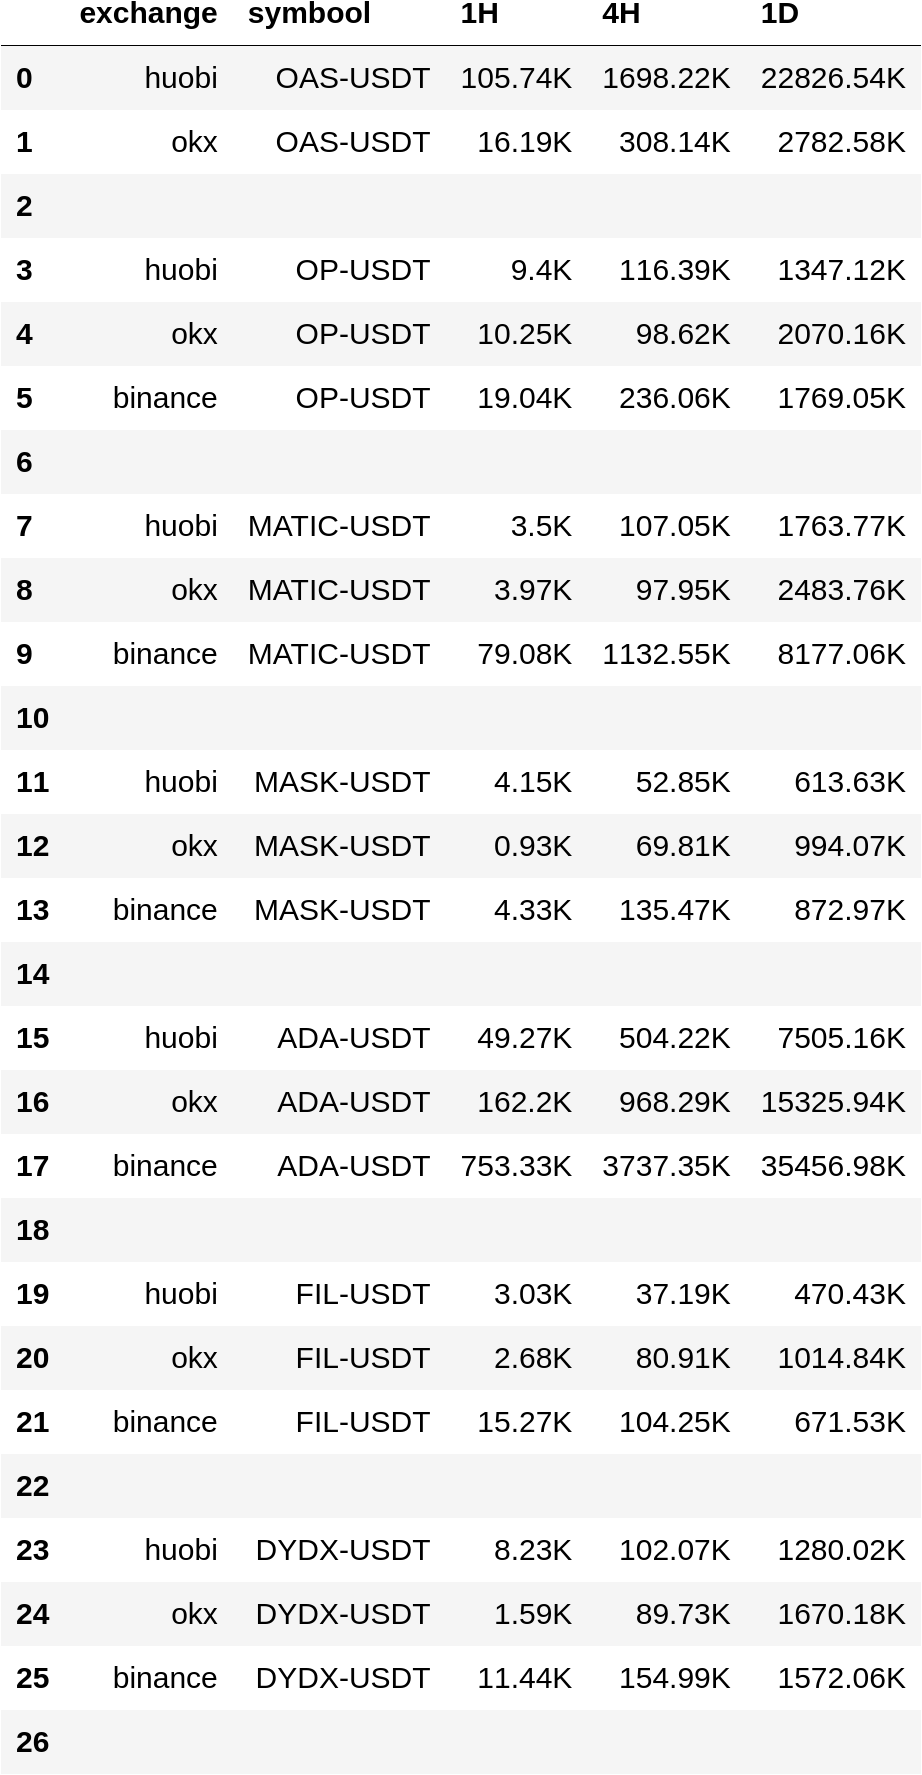 exchange symbool 1H 4H 1D
0 huobi OAS-USDT 105.74K 1698.22K 22826.54K
1 okx OAS-USDT 16.19K 308.14K 2782.58K
2
3 huobi OP-USDT 9.4K 116.39K 1347.12K
4 okx OP-USDT 10.25K 98.62K 2070.16K
5 binance OP-USDT 19.04K 236.06K 1769.05K
6
7 huobi MATIC-USDT 3.5K 107.05K 1763.77K
8 okx MATIC-USDT 3.97K 97.95K 2483.76K
9 binance MATIC-USDT 79.08K 1132.55K 8177.06K
10
11 huobi MASK-USDT 4.15K 52.85K 613.63K
12 okx MASK-USDT 0.93K 69.81K 994.07K
13 binance MASK-USDT 4.33K 135.47K 872.97K
14
15 huobi ADA-USDT 49.27K 504.22K 7505.16K
16 okx ADA-USDT 162.2K 968.29K 15325.94K
17 binance ADA-USDT 753.33K 3737.35K 35456.98K
18
19 huobi FIL-USDT 3.03K 37.19K 470.43K
20 okx FIL-USDT 2.68K 80.91K 1014.84K
21 binance FIL-USDT 15.27K 104.25K 671.53K
22
23 huobi DYDX-USDT 8.23K 102.07K 1280.02K
24 okx DYDX-USDT 1.59K 89.73K 1670.18K
25 binance DYDX-USDT 11.44K 154.99K 1572.06K
26